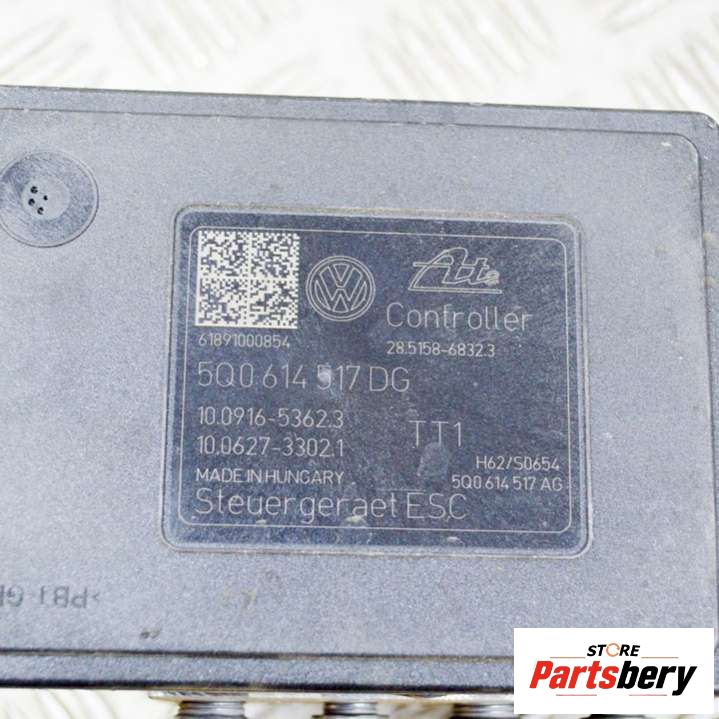 Ate
Controller
61891000854
28.5158-6832.3
5Q0 614 517 DG
10.0916-5362.3
TT1
10.0627-3302.1
H62/S0654
MADE IN HUNGARY
5Q0 614 517 AG
Steuergeraet ESC
STORE
Partsbery